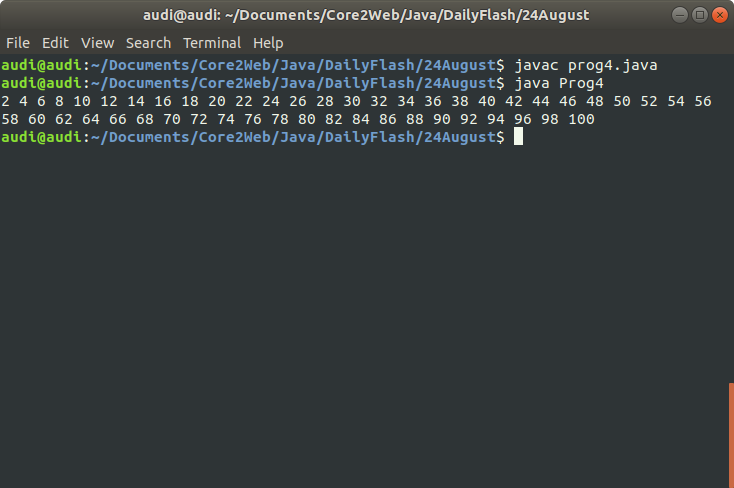 audi@audi: ~/Documents/Core2Web/Java/DailyFlash/24August
File Edit View Search Terminal Help
audi@audi:~/Documents/Core2Web/Java/DailyFlash/24August$ javac prog4.java
audi@audi:~/Documents/Core2Web/Java/DailyFlash/24August$ java Prog4
2 4 6 8 10 12 14 16 18 20 22 24 26 28 30 32 34 36 38 40 42 44 46 48 50 52 54 56
58 60 62 64 66 68 70 72 74 76 78 80 82 84 86 88 90 92 94 96 98 100
audi@audi:~/Documents/Core2Web/Java/DailyFlash/24August$